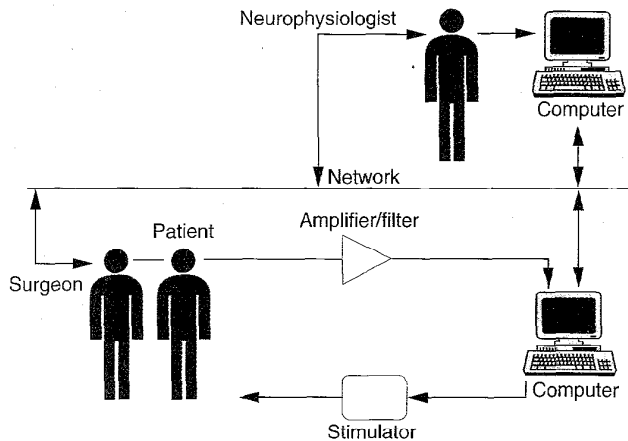 Neurophysiologist
Computer
Network
Amplifier/filter
Patient
Surgeon
Computer
Stimulator